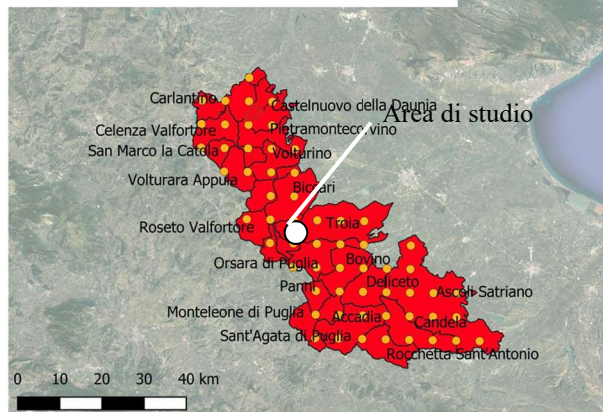 Carlantino
Castelnuovo della Daunia
Area di studio
Celenza Valfortore
Pietramontecorvino
San Marco la Catola
Volturino
Volturara Appula
Biccari
Roseto Valfortore
Troia
Orsara di Puglia
Bovino
Panni
Deliceto
Ascoli Satriano
Monteleone di Puglia
Accadia
Candela
Sant'Agata di Puglia
Rocchetta Sant'Antonio
0 10 20 30 40 km